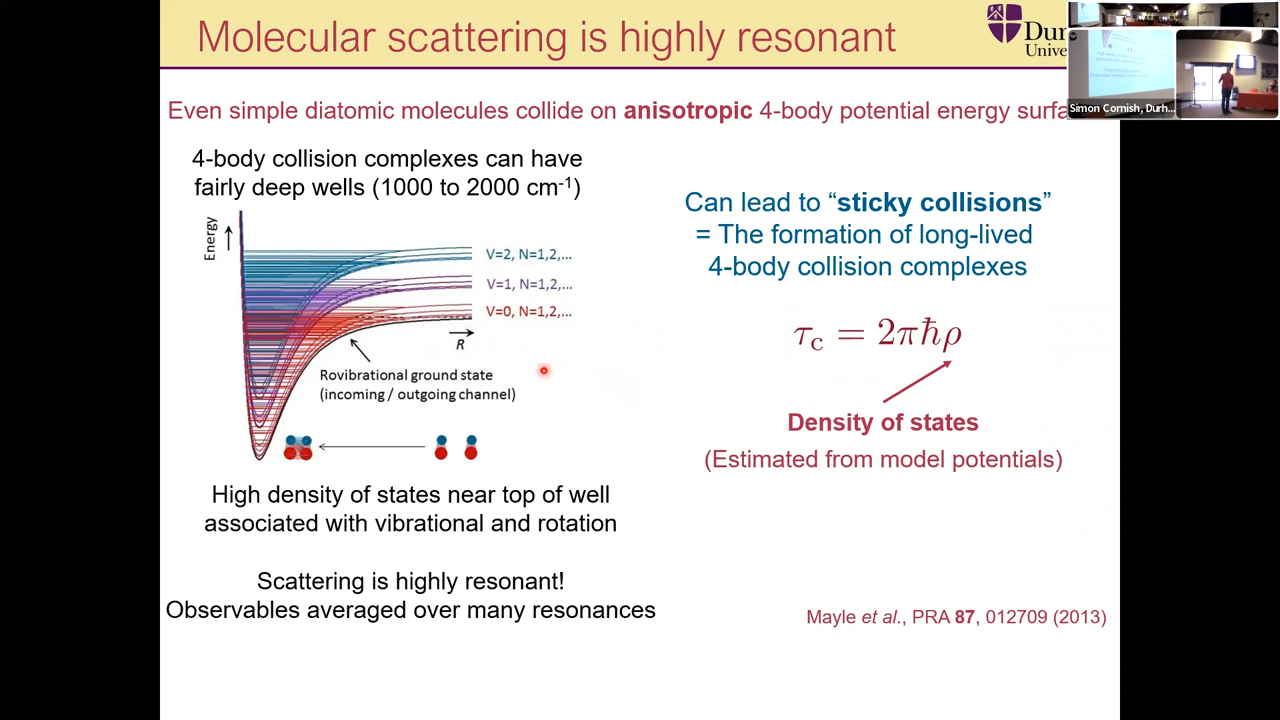 Molecular scattering is highly resonant
Simon Cornish, Durh...
Even simple diatomic molecules collide on anisotropic 4-body potential energy
4-body collision complexes can have
fairly deep wells (1000 to 2000 cm⁻¹)
Energy
V=2, N=1,2,...
V=1, N=1,2,...
V=0, N=1,2,...
R
Rovibrational ground state
(incoming / outgoing channel)
High density of states near top of well
associated with vibrational and rotation
Scattering is highly resonant!
Observables averaged over many resonances
Can lead to “sticky collisions”
= The formation of long-lived
4-body collision complexes
τc = 2πℏρ
Density of states
(Estimated from model potentials)
Mayle et al., PRA 87, 012709 (2013)